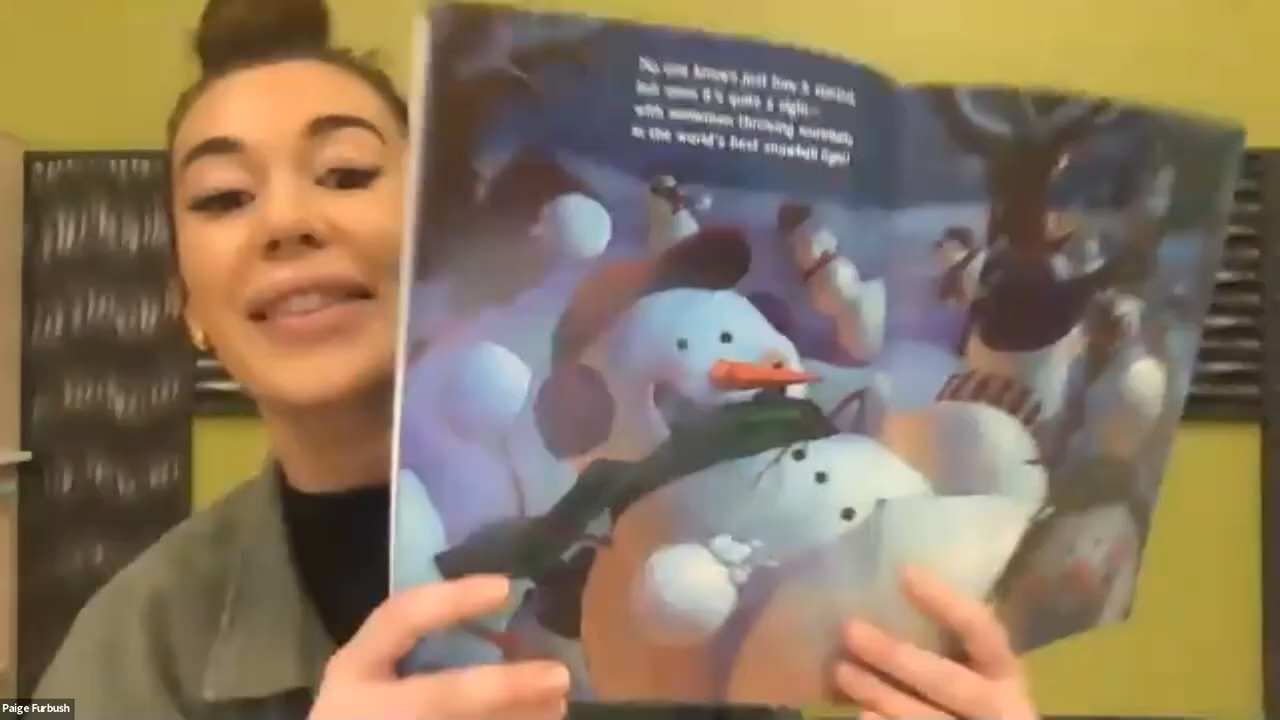 No one knows just how it started,
but soon it's quite a sight—
with snowmen throwing snowballs
in the world's best snowball fight!
Paige Furbush